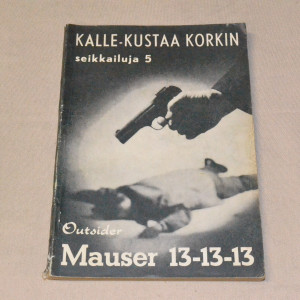 KALLE-KUSTAA KORKIN
seikkailuja 5
Outsider
Mauser 13-13-13